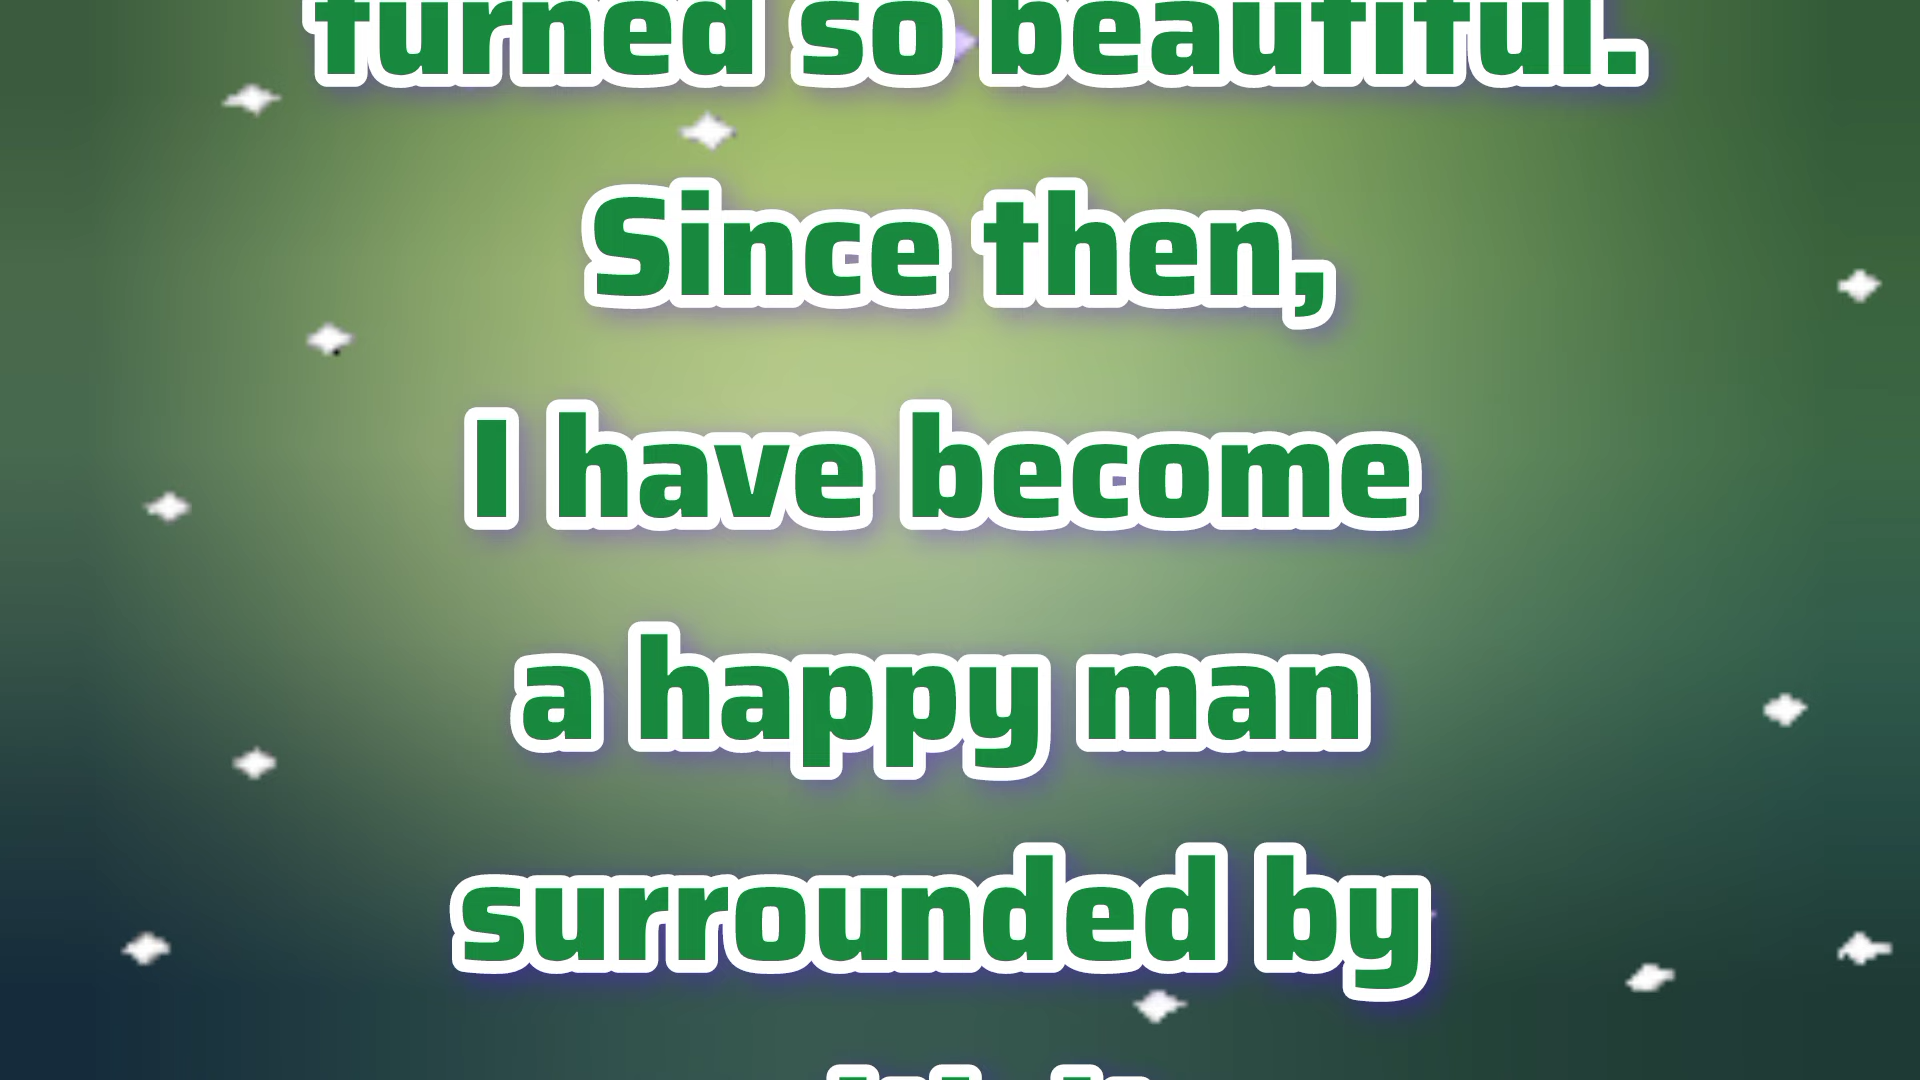 turned so beautiful.
Since then,
I have become
a happy man
surrounded by